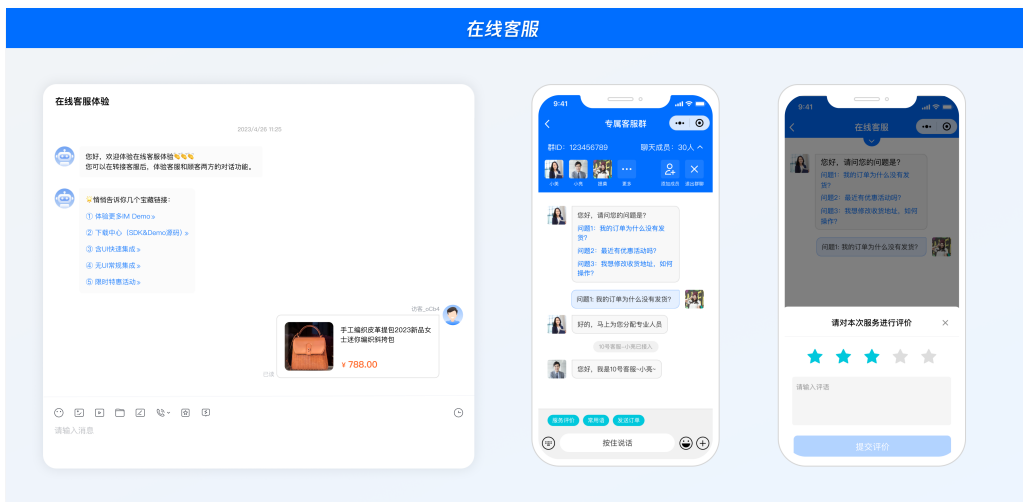 在线客服
在线客服体验
2023/4/26 11:25
您好，欢迎体验在线客服体验👏👏👏
您可以在转接客服后，体验客服和顾客两方的对话功能。
悄悄告诉你几个宝藏链接：
① 体验更多IM Demo»
② 下载中心（SDK&Demo源码）»
③ 含UI快速集成»
④ 无UI常规集成»
⑤ 限时特惠活动»
访客_sCb4
手工编织皮革提包2023新品女
士迷你编织斜挎包
¥ 788.00
已读
请输入消息
9:41
专属客服群
群ID：123456789
聊天成员：30人
小美 小亮 团菜 更多 添加成员 退出群聊
您好，请问您的问题是？
问题1：我的订单为什么没有发
货？
问题2：最近有优惠活动吗？
问题3：我想修改收货地址，如何
操作？
问题1: 我的订单为什么没有发货？
好的，马上为您分配专业人员
10号客服-小亮已接入
您好，我是10号客服~小亮~
服务评价 常用语 发送订单
按住说话
9:41
在线客服
您好，请问您的问题是？
问题1：我的订单为什么没有发
货？
问题2：最近有优惠活动吗？
问题3：我想修改收货地址，如何
操作？
问题1: 我的订单为什么没有发货？
请对本次服务进行评价
请输入评语
提交评价